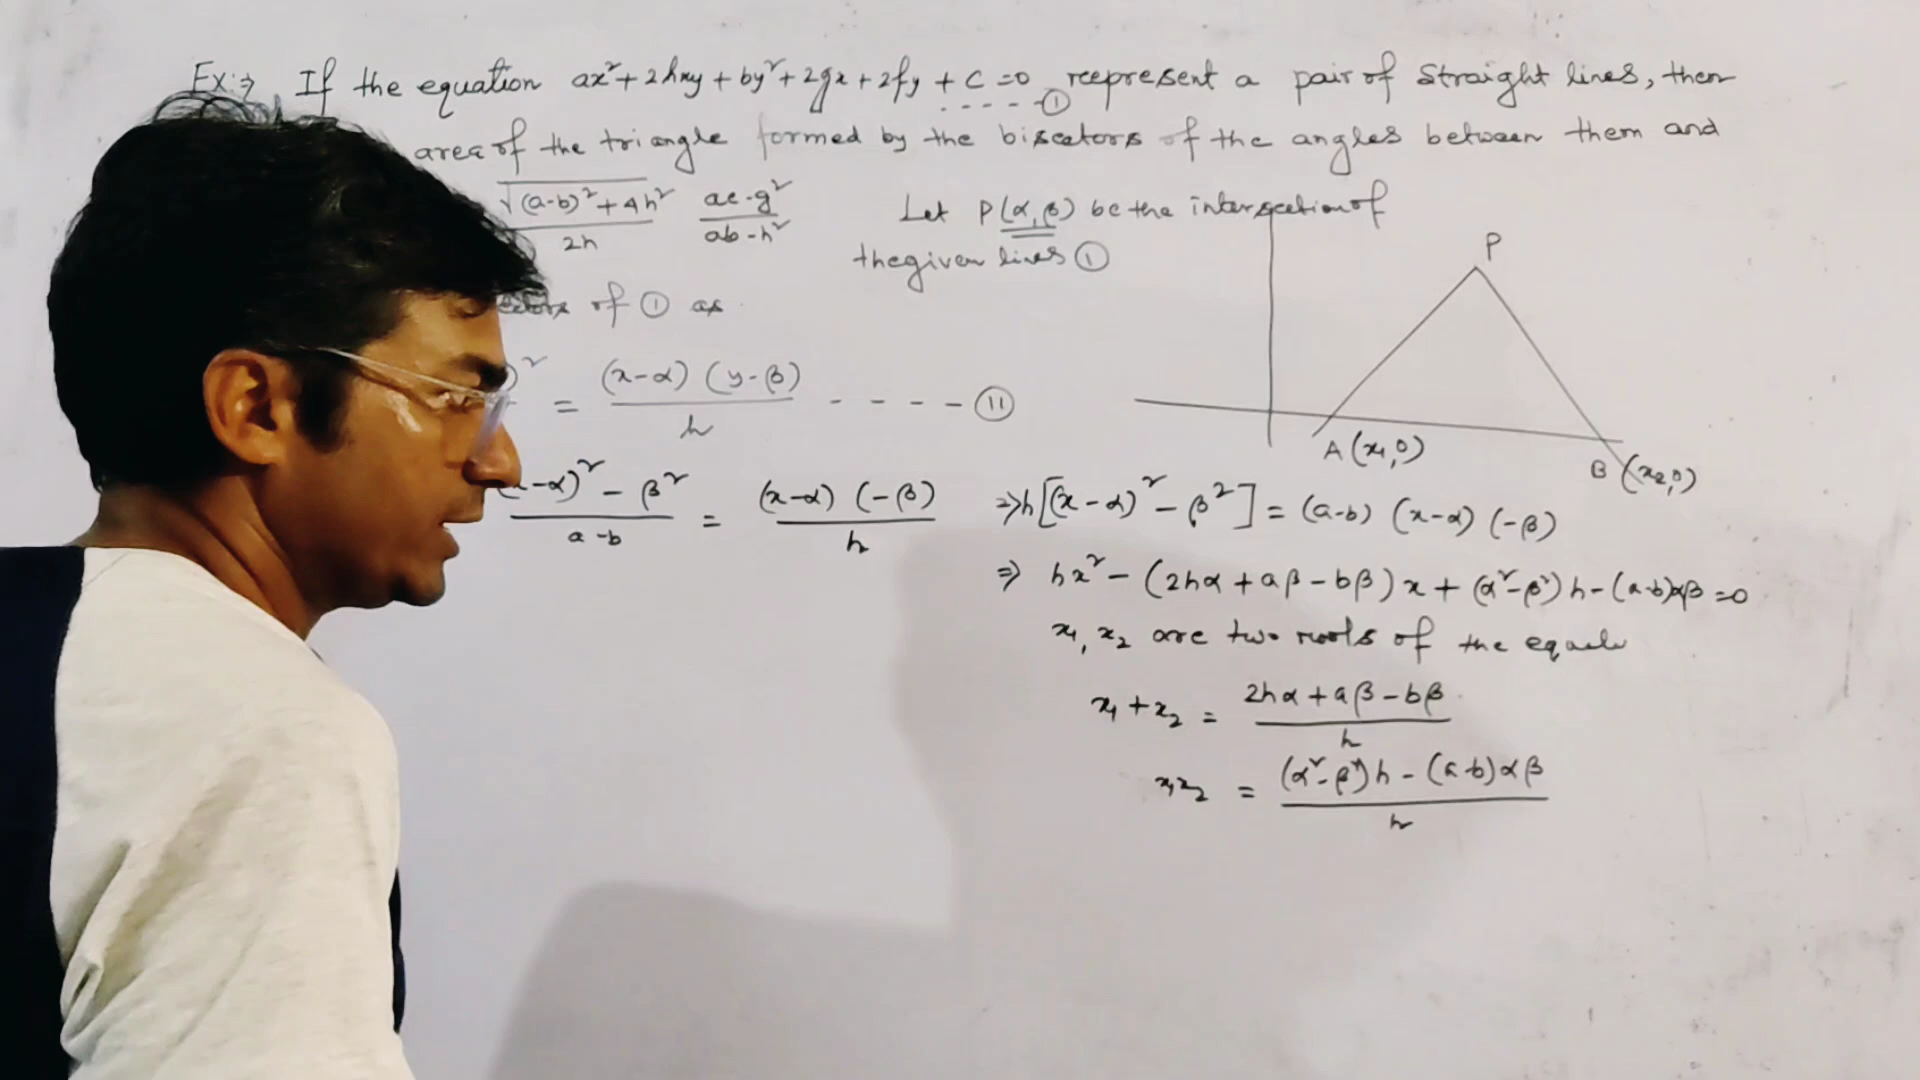 Ex:⇒ If the equation ax²+2hxy+by²+2gx+2fy+c=0 reepresent a pair of straight lines, then
- - - - - ①
area of the triangle formed by the biscetors of the angles between them and
√(a-b)²+4h² / 2h   ac-g² / ab-h²
Let P(α,β) be the intersection of
the given lines ①
of ① as
= (x-α)(y-β) / h - - - - - ⑪
P
A(x₁,0)
B(x₂,0)
-α)² - β² / a-b = (x-α)(-β) / h
⇒h[(x-α)² - β²] = (a-b)(x-α)(-β)
⇒ hx² - (2hα+aβ-bβ)x + (α²-β²)h - (a-b)αβ=0
x₁, x₂ are two roots of the
x₁+x₂ = 2hα+aβ-bβ / h
x₁x₂ = (α²-β²)h - (a-b)αβ / h